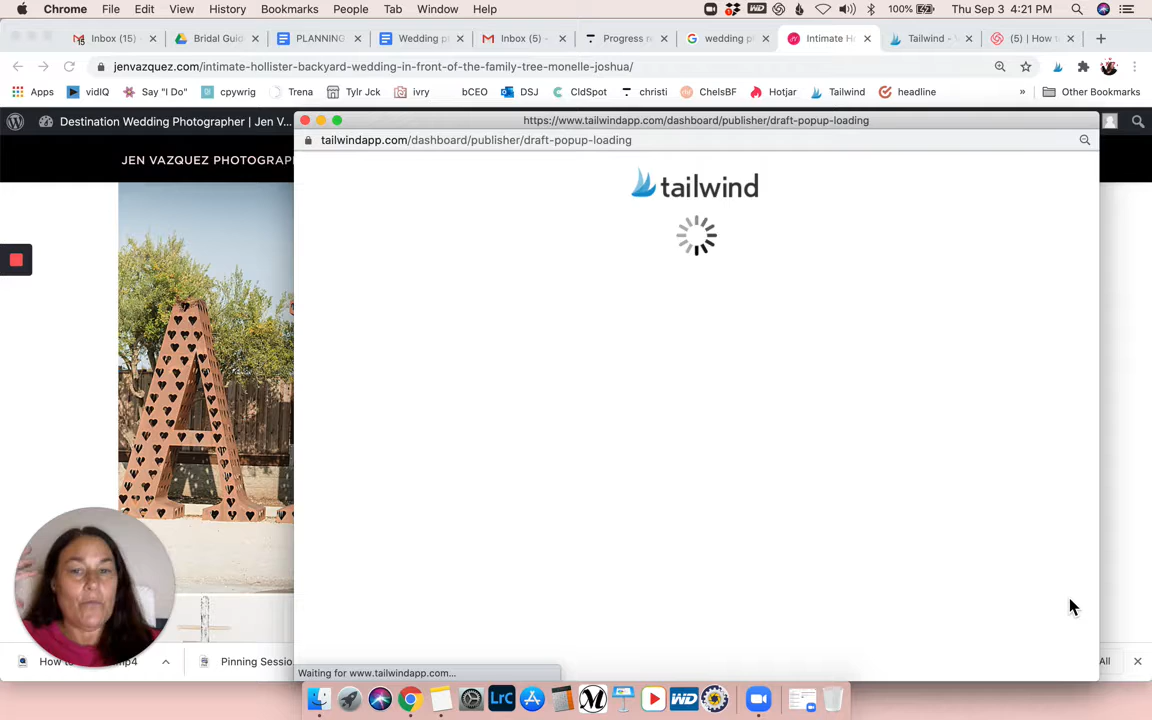 Chrome File Edit View History Bookmarks People Tab Window Help 100% Thu Sep 3 4:21 PM
Inbox (15) Bridal Gui PLANNING Wedding p Inbox (5) Progress re wedding p Intimate H Tailwind - (5) | How t
jenvazquez.com/intimate-hollister-backyard-wedding-in-front-of-the-family-tree-monelle-joshua/
Apps vidIQ Say "I Do" cpywrig Trena Tylr Jck ivry bCEO DSJ CldSpot christi ChelsBF Hotjar Tailwind headline » Other Bookmarks
Destination Wedding Photographer | Jen V...
https://www.tailwindapp.com/dashboard/publisher/draft-popup-loading
tailwindapp.com/dashboard/publisher/draft-popup-loading
JEN VAZQUEZ PHOTOGRAP
tailwind
A
How t mp4 Pinning Sessio All
Waiting for www.tailwindapp.com...
LrC WD